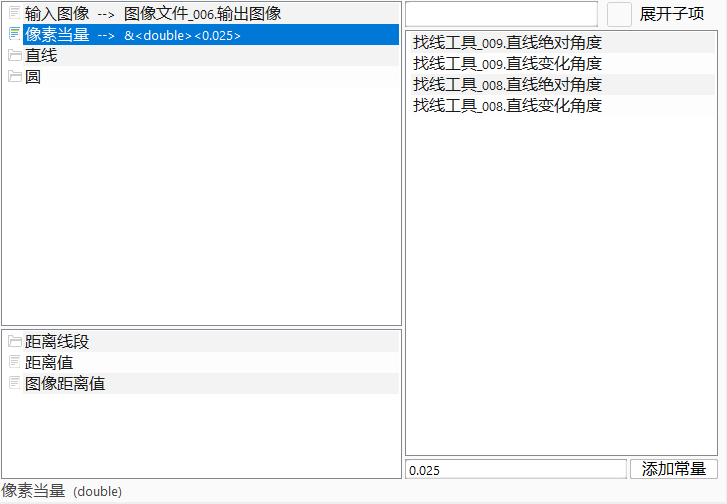 输入图像 --> 图像文件_006.输出图像
像素当量 --> &<double><0.025>
直线
圆
距离线段
距离值
图像距离值
展开子项
找线工具_009.直线绝对角度
找线工具_009.直线变化角度
找线工具_008.直线绝对角度
找线工具_008.直线变化角度
0.025
添加常量
像素当量 (double)